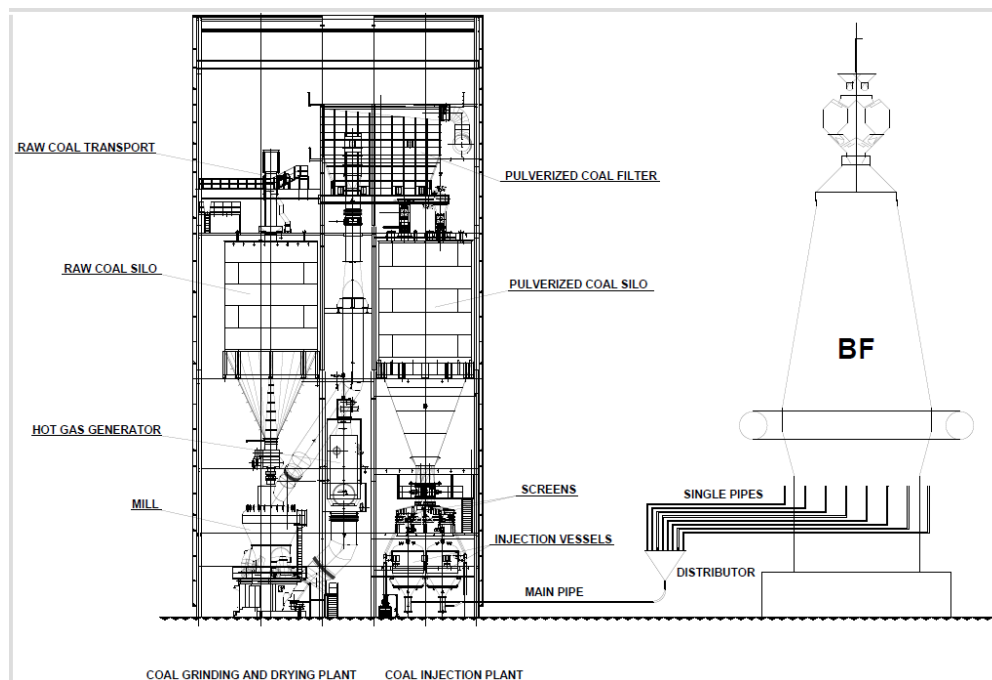 RAW COAL TRANSPORT
PULVERIZED COAL FILTER
RAW COAL SILO
PULVERIZED COAL SILO
BF
HOT GAS GENERATOR
SCREENS
SINGLE PIPES
MILL
INJECTION VESSELS
DISTRIBUTOR
MAIN PIPE
COAL GRINDING AND DRYING PLANT
COAL INJECTION PLANT